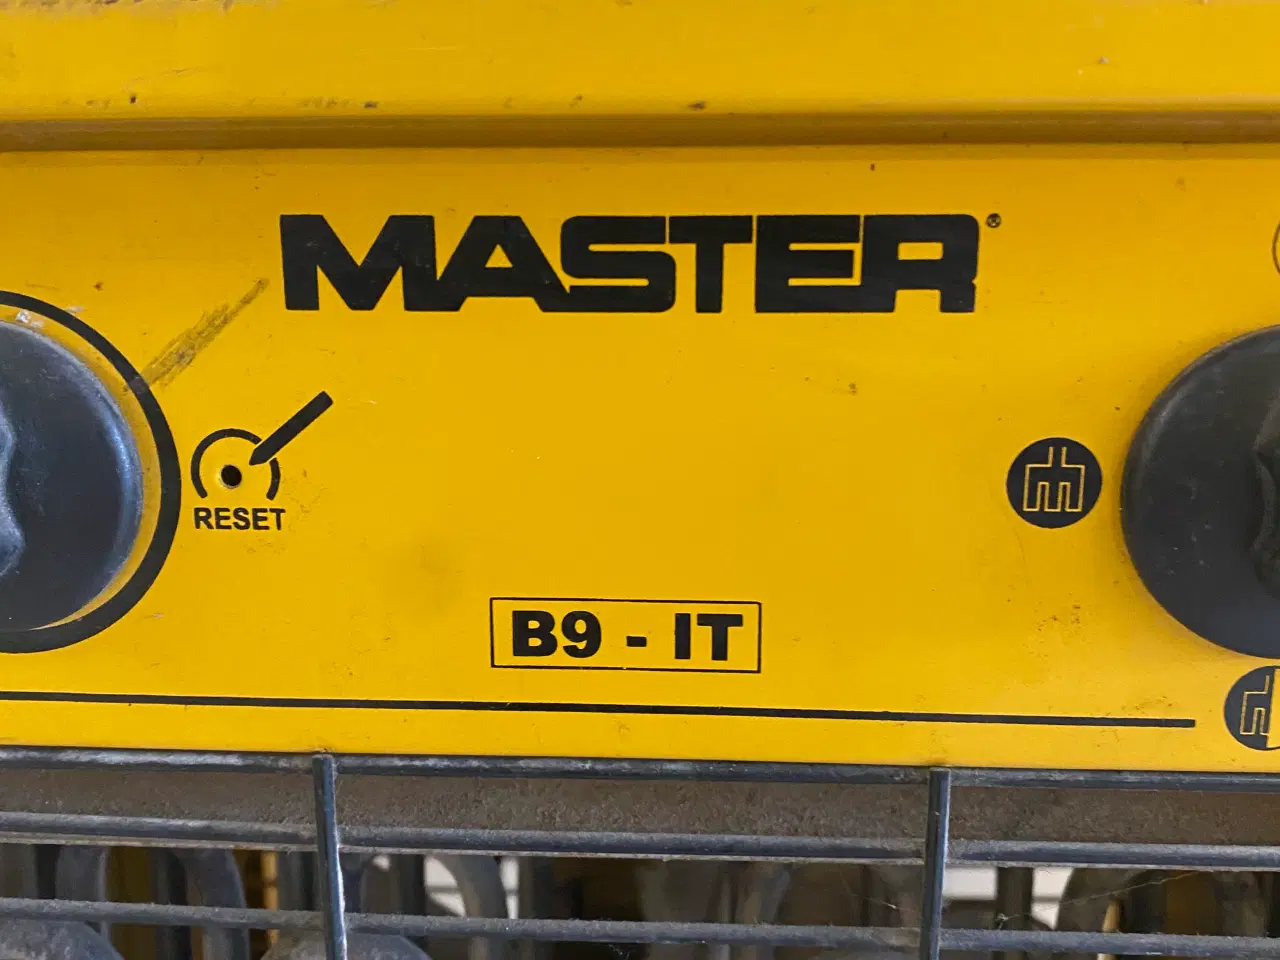 MASTER®
RESET
B9 - IT